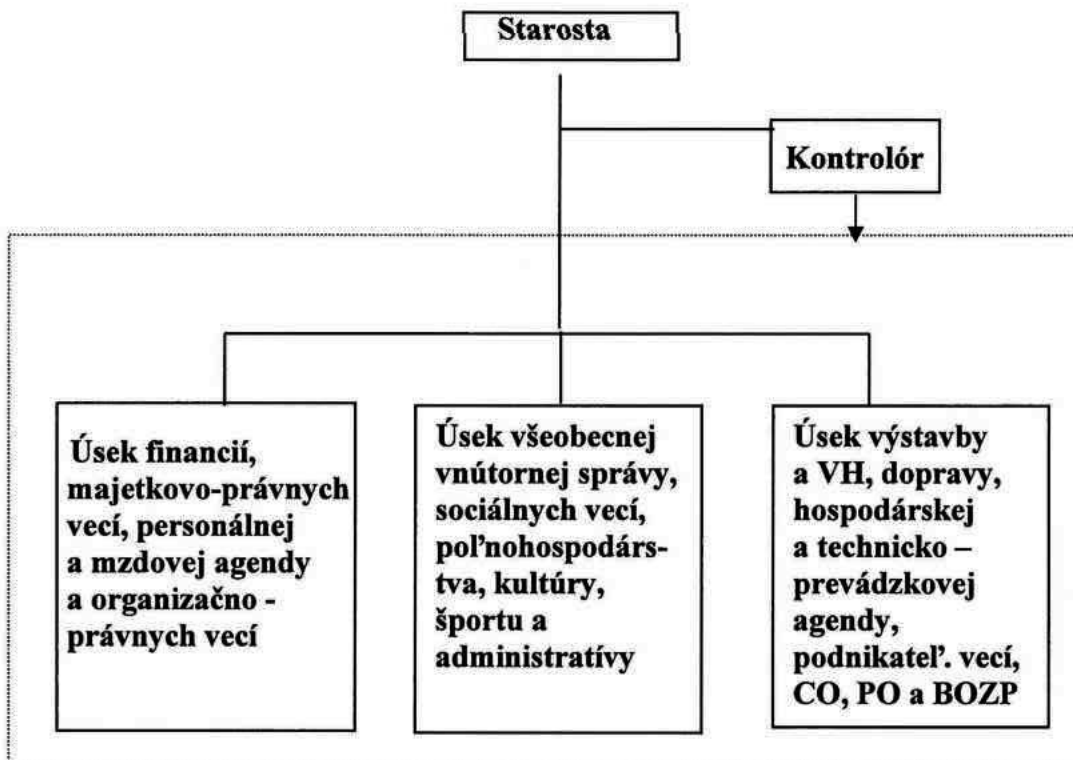 Starosta
Kontrolór
Úsek financií,
majetkovo-právnych
vecí, personálnej
a mzdovej agendy
a organizačno -
právnych vecí
Úsek všeobecnej
vnútornej správy,
sociálnych vecí,
poľnohospodárs-
tva, kultúry,
športu a
administratívy
Úsek výstavby
a VH, dopravy,
hospodárskej
a technicko –
prevádzkovej
agendy,
podnikateľ. vecí,
CO, PO a BOZP